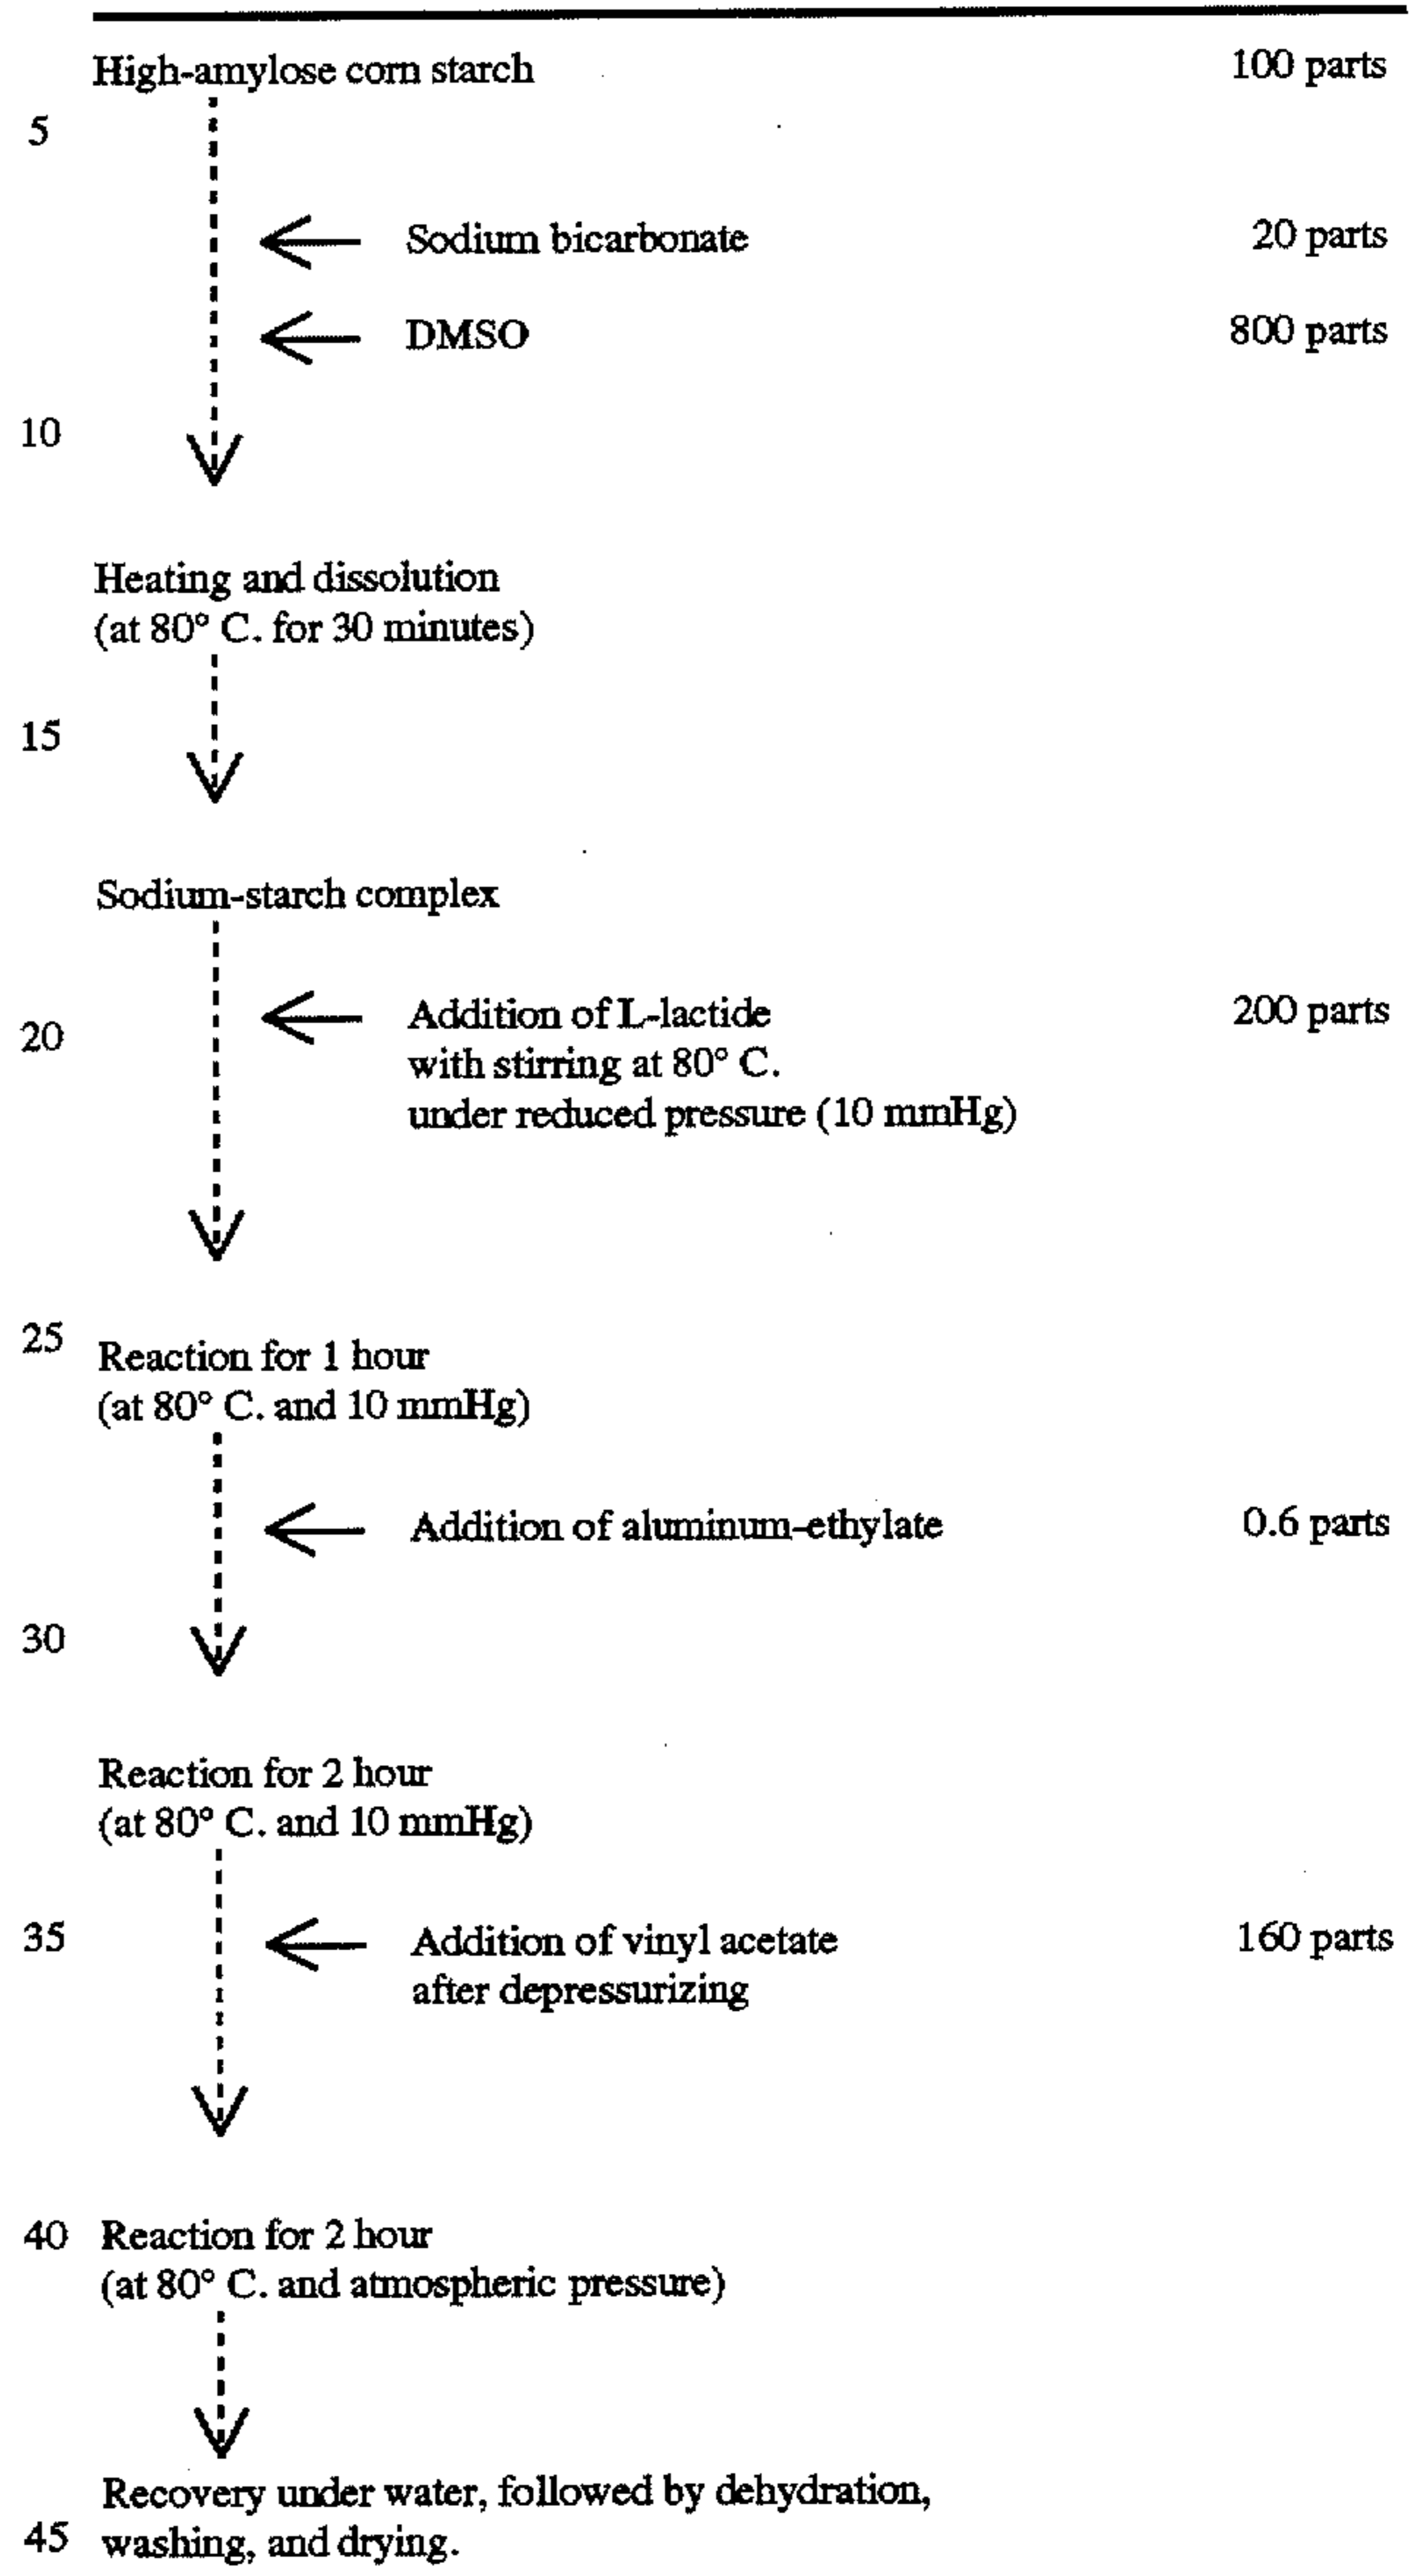 High-amylose corn starch 100 parts
5
Sodium bicarbonate 20 parts
DMSO 800 parts
10
Heating and dissolution
(at 80° C. for 30 minutes)
15
Sodium-starch complex
20 Addition of L-lactide 200 parts
with stirring at 80° C.
under reduced pressure (10 mmHg)
25 Reaction for 1 hour
(at 80° C. and 10 mmHg)
Addition of aluminum-ethylate 0.6 parts
30
Reaction for 2 hour
(at 80° C. and 10 mmHg)
35 Addition of vinyl acetate 160 parts
after depressurizing
40 Reaction for 2 hour
(at 80° C. and atmospheric pressure)
Recovery under water, followed by dehydration,
45 washing, and drying.